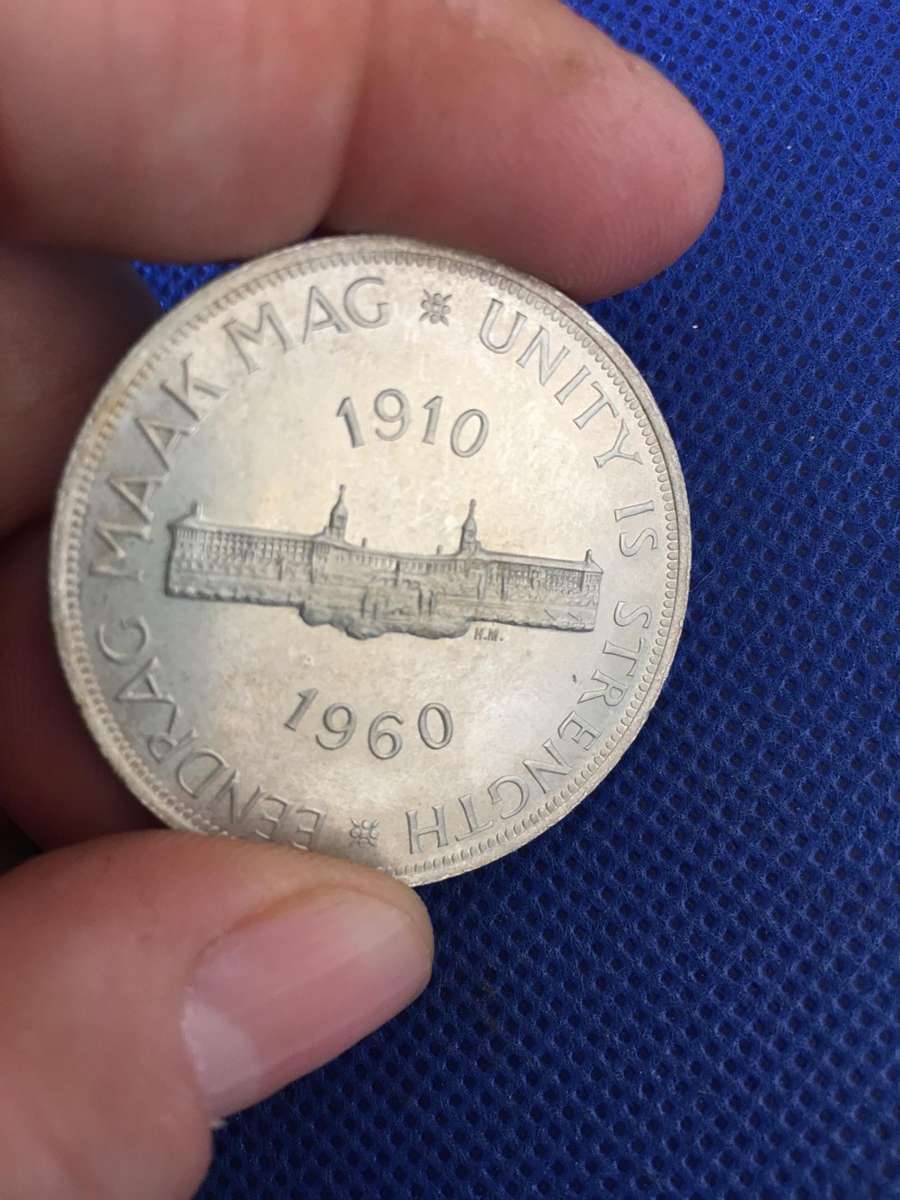 EENDRAG MAAK MAG
UNITY IS STRENGTH
1910
H.M.
1960